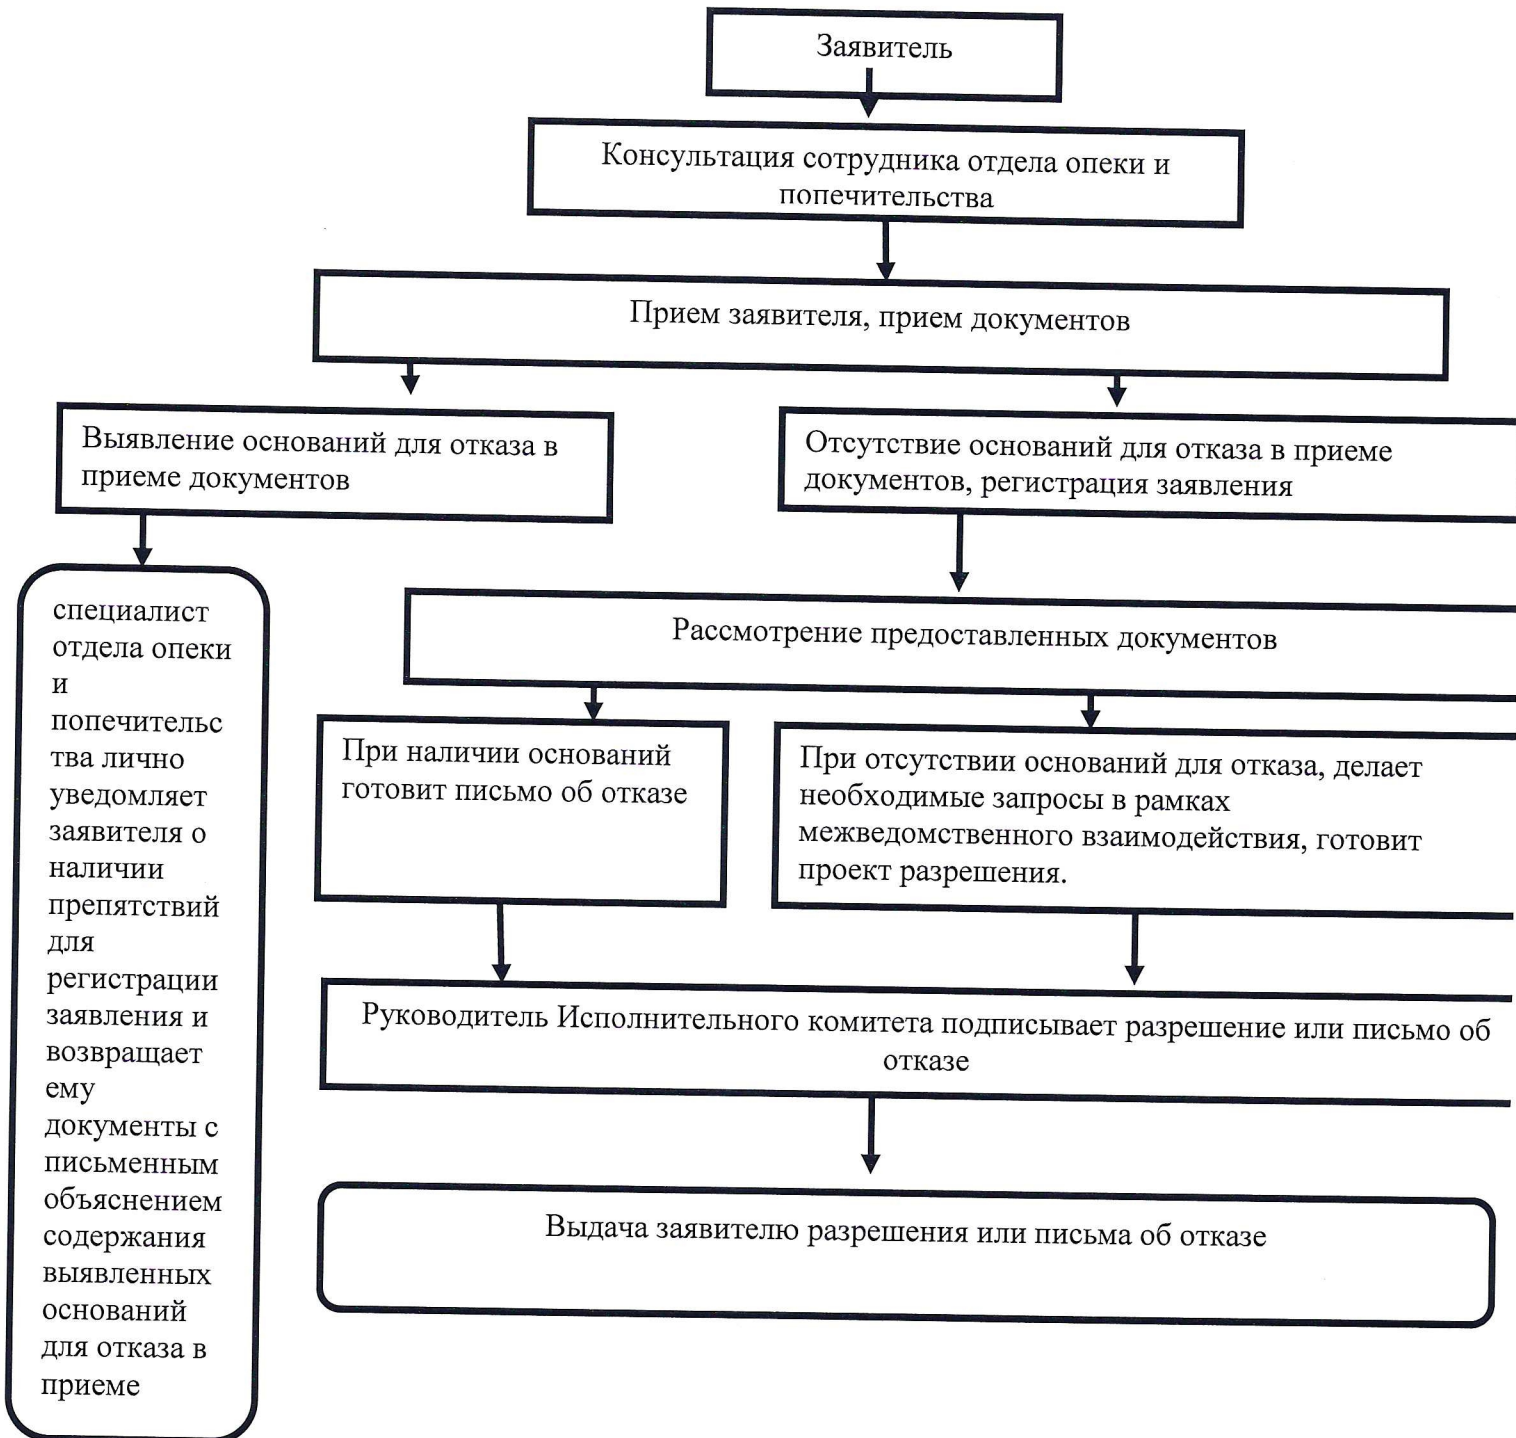 Заявитель
Консультация сотрудника отдела опеки и
попечительства
Прием заявителя, прием документов
Выявление оснований для отказа в
приеме документов
Отсутствие оснований для отказа в приеме
документов, регистрация заявления
специалист
отдела опеки
и
попечительс
тва лично
уведомляет
заявителя о
наличии
препятствий
для
регистрации
заявления и
возвращает
ему
документы с
письменным
объяснением
содержания
выявленных
оснований
для отказа в
приеме
Рассмотрение предоставленных документов
При наличии оснований
готовит письмо об отказе
При отсутствии оснований для отказа, делает
необходимые запросы в рамках
межведомственного взаимодействия, готовит
проект разрешения.
Руководитель Исполнительного комитета подписывает разрешение или письмо об
отказе
Выдача заявителю разрешения или письма об отказе